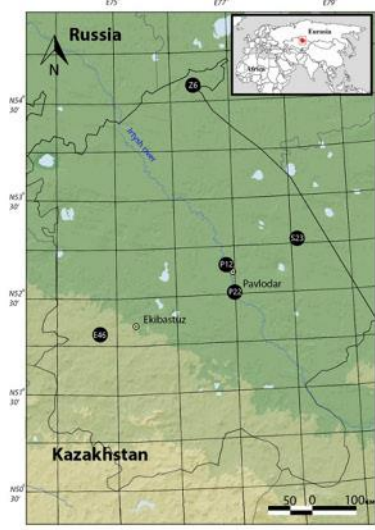 E75 E77 E79
Russia
Eurasia
Africa
N
Z6
N54
30'
Irtysh river
N53
30'
S23
P12
Pavlodar
P22
N52
30'
Ekibastuz
E46
N51
30'
Kazakhstan
N50
30'
50 0 100km